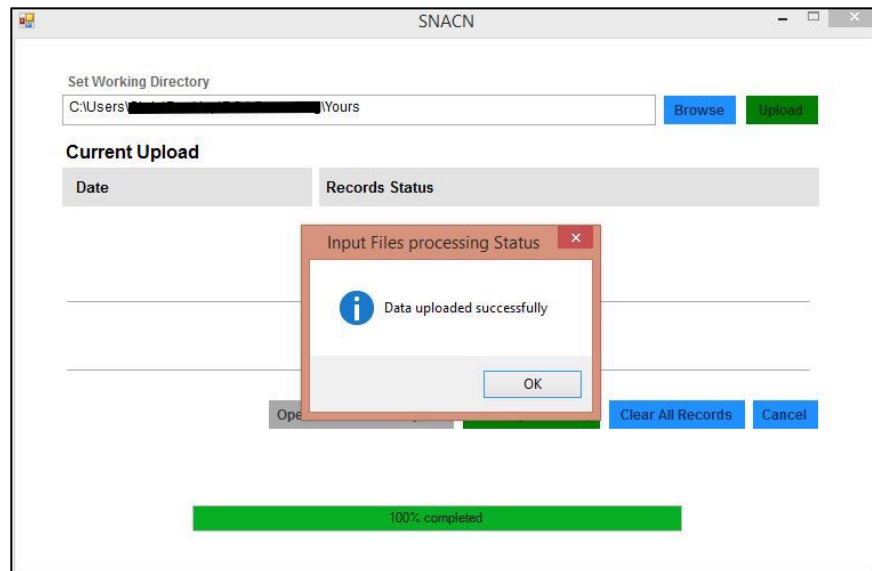 SNACN
Set Working Directory
C:\Users\ \Yours
Browse
Upload
Current Upload
Date
Records Status
Input Files processing Status
Data uploaded successfully
OK
Clear All Records
Cancel
100% completed